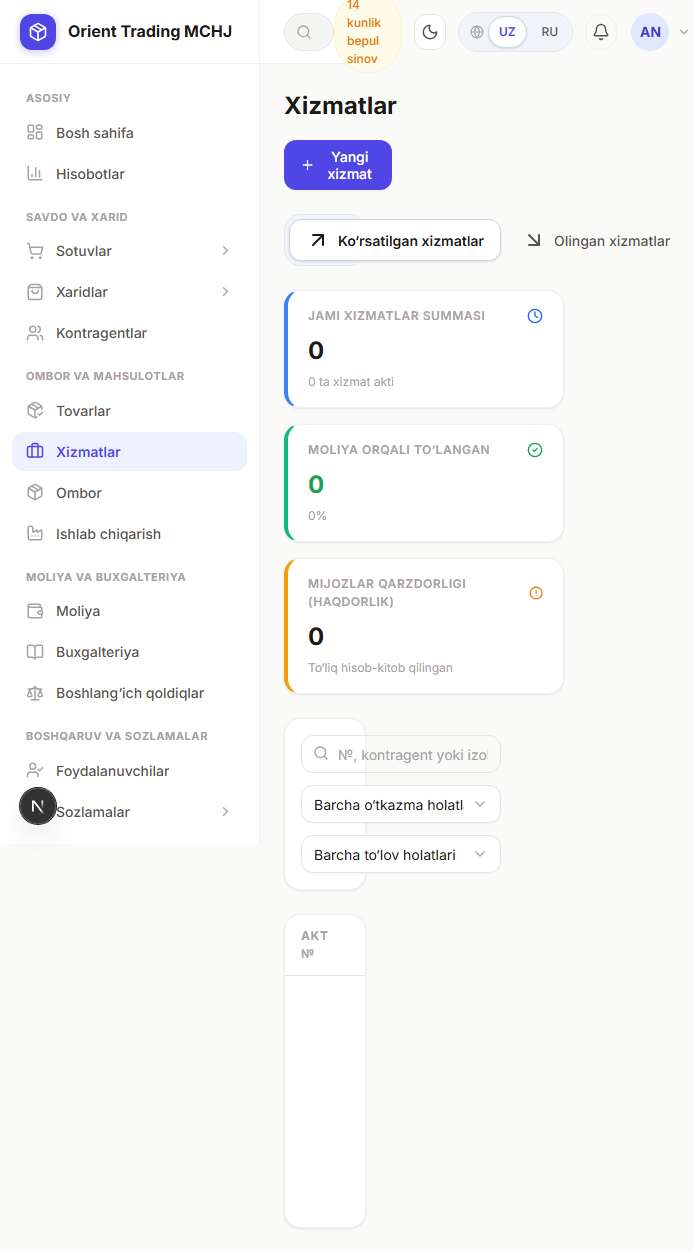 Orient Trading MCHJ
14
kunlik
bepul
sinov
UZ
RU
AN
ASOSIY
Bosh sahifa
Hisobotlar
SAVDO VA XARID
Sotuvlar
Xaridlar
Kontragentlar
OMBOR VA MAHSULOTLAR
Tovarlar
Xizmatlar
Ombor
Ishlab chiqarish
MOLIYA VA BUXGALTERIYA
Moliya
Buxgalteriya
Boshlang‘ich qoldiqlar
BOSHQARUV VA SOZLAMALAR
Foydalanuvchilar
N
Sozlamalar
Xizmatlar
+ Yangi
xizmat
Ko‘rsatilgan xizmatlar
Olingan xizmatlar
JAMI XIZMATLAR SUMMASI
0
0 ta xizmat akti
MOLIYA ORQALI TO‘LANGAN
0
0%
MIJOZLAR QARZDORLIGI
(HAQDORLIK)
0
To‘liq hisob-kitob qilingan
№, kontragent yoki izo
Barcha o‘tkazma holatl
Barcha to‘lov holatlari
AKT
№